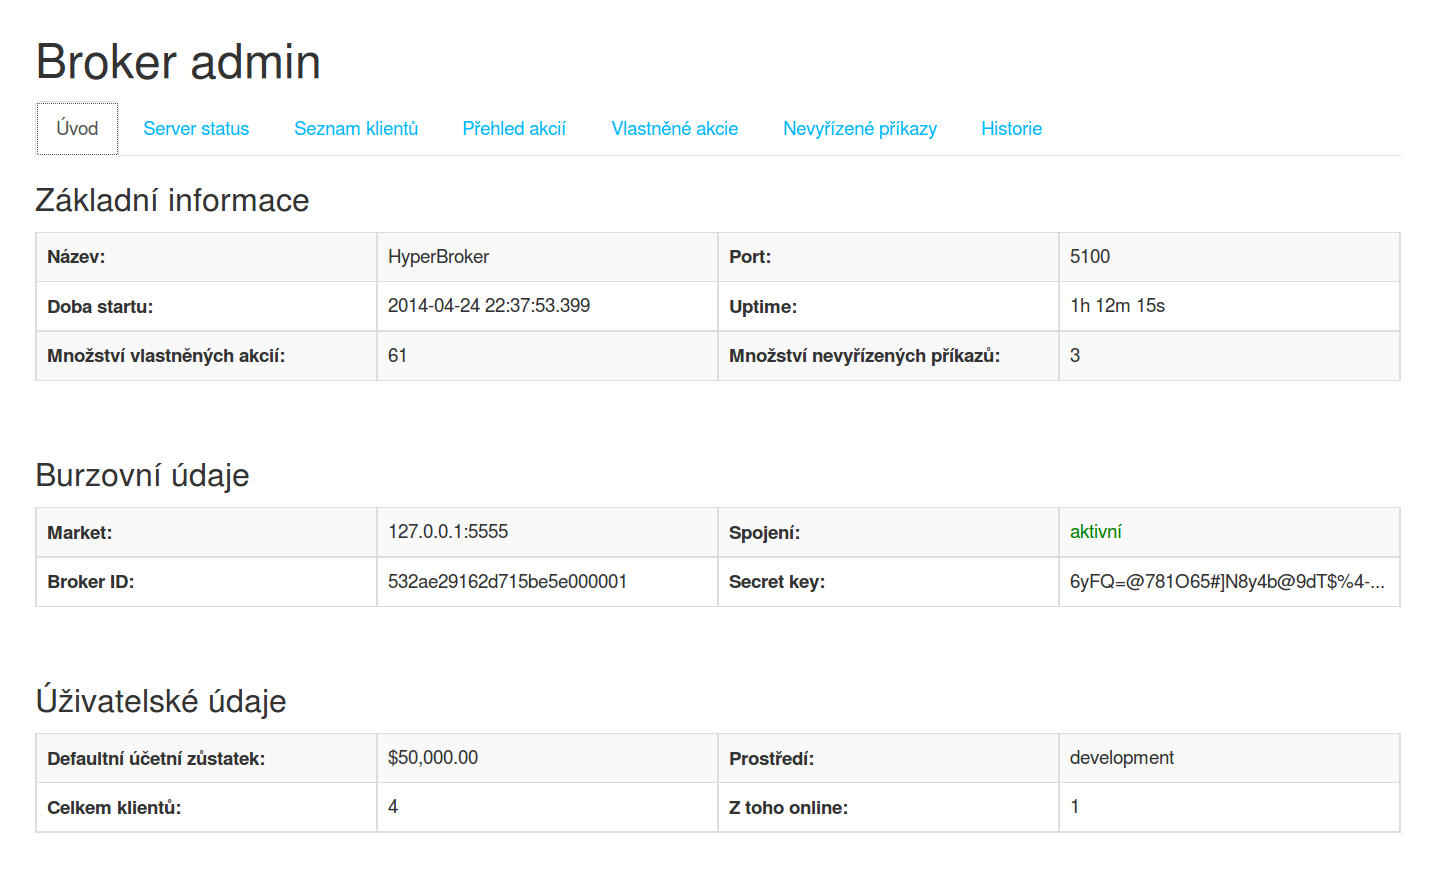 Broker admin
Úvod Server status Seznam klientů Přehled akcií Vlastněné akcie Nevyřízené příkazy Historie
Základní informace
Název: HyperBroker Port: 5100
Doba startu: 2014-04-24 22:37:53.399 Uptime: 1h 12m 15s
Množství vlastněných akcií: 61 Množství nevyřízených příkazů: 3
Burzovní údaje
Market: 127.0.0.1:5555 Spojení: aktivní
Broker ID: 532ae29162d715be5e000001 Secret key: 6yFQ=@781O65#]N8y4b@9dT$%4-...
Úživatelské údaje
Defaultní účetní zůstatek: $50,000.00 Prostředí: development
Celkem klientů: 4 Z toho online: 1